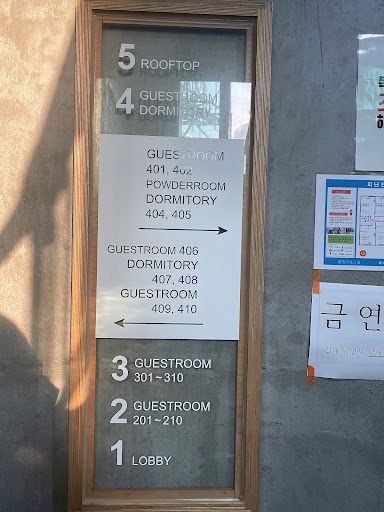 5 ROOFTOP
4 GUESTROOM
DORMITORY
GUESTROOM
401, 402
POWDERROOM
DORMITORY
404, 405
GUESTROOM 406
DORMITORY
407, 408
GUESTROOM
409, 410
3 GUESTROOM
301~310
2 GUESTROOM
201~210
1 LOBBY
금연